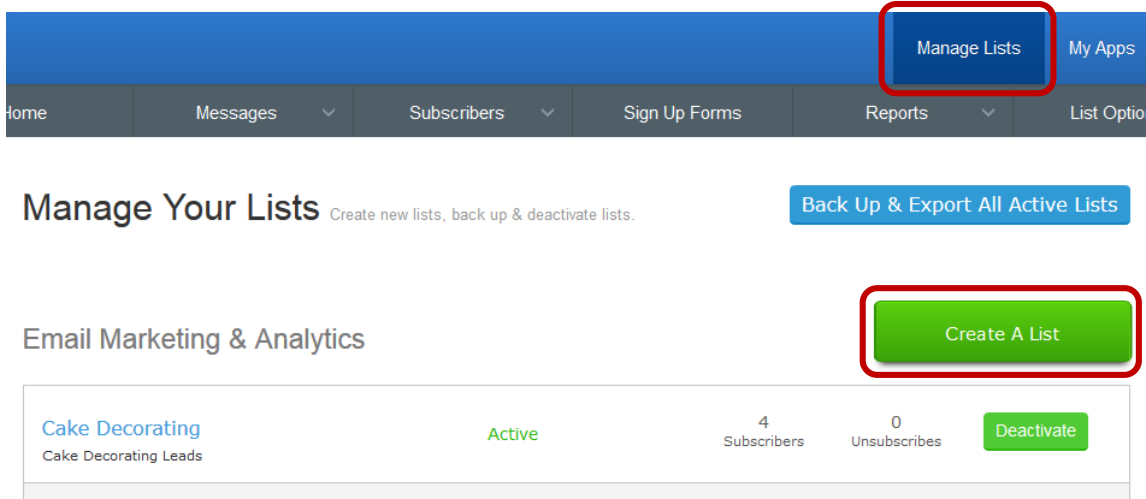 Manage Lists My Apps
Home Messages Subscribers Sign Up Forms Reports List Optio
Manage Your Lists Create new lists, back up & deactivate lists. Back Up & Export All Active Lists
Email Marketing & Analytics Create A List
Cake Decorating Active 4 0 Deactivate
Cake Decorating Leads Subscribers Unsubscribes